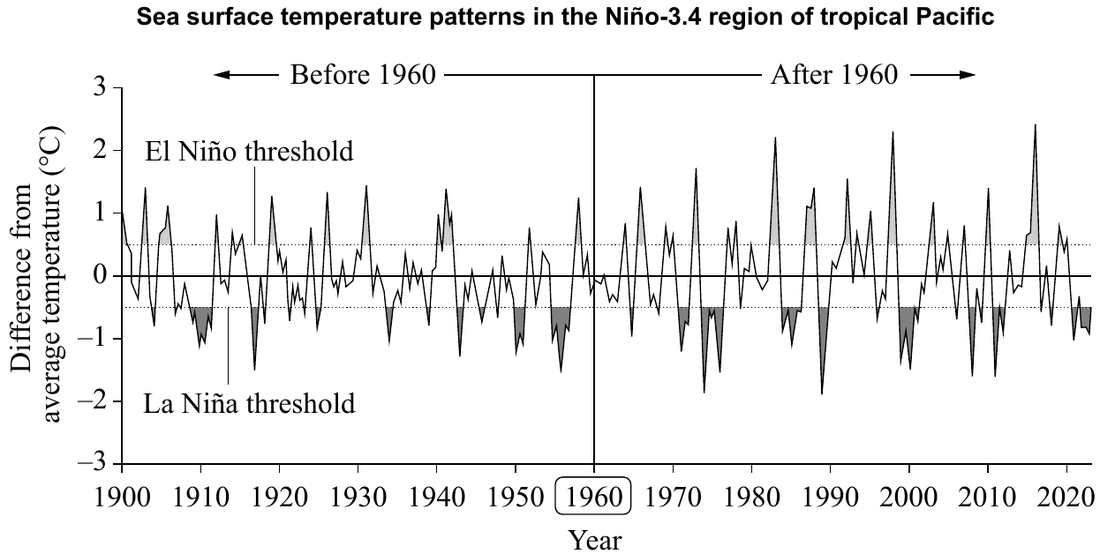 Sea surface temperature patterns in the Niño-3.4 region of tropical Pacific
Before 1960
After 1960
3
2
1
0
−1
−2
−3
Difference from
average temperature (°C)
El Niño threshold
La Niña threshold
1900 1910 1920 1930 1940 1950 1960 1970 1980 1990 2000 2010 2020
Year